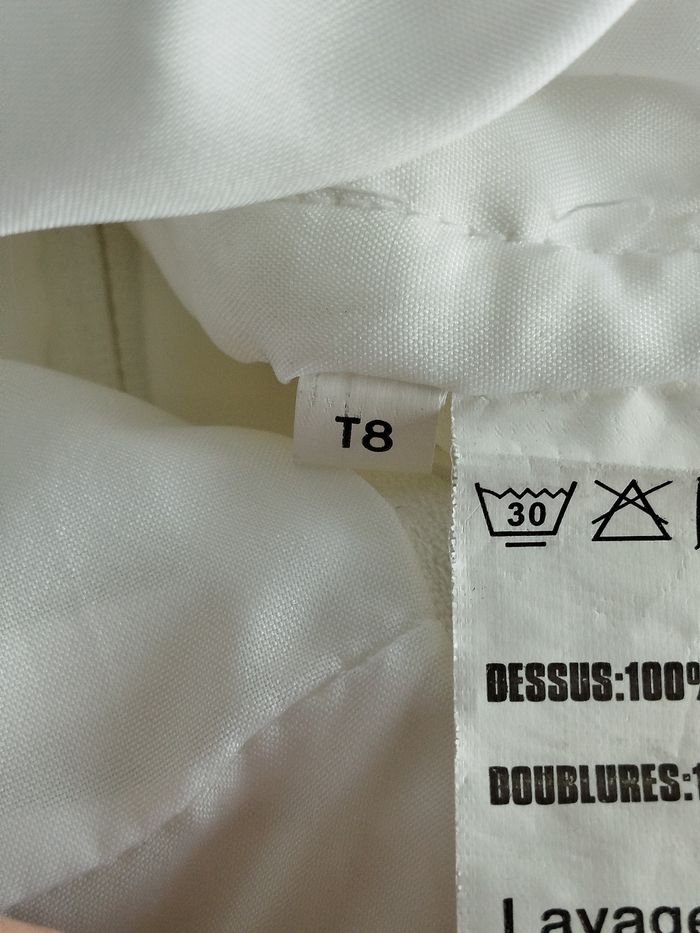 T8
30
DESSUS:100%
DOUBLURES:1
Lavage